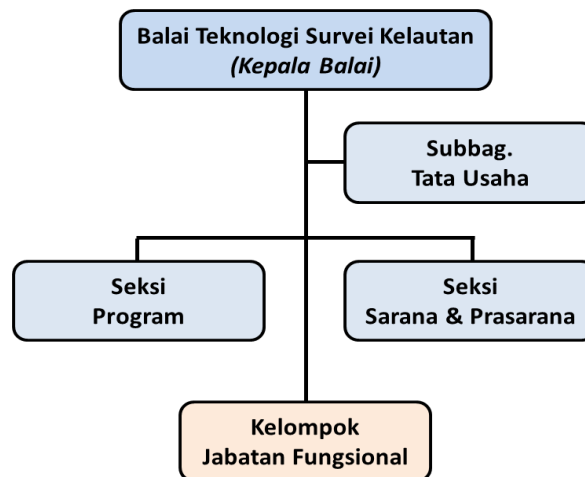 Balai Teknologi Survei Kelautan
(Kepala Balai)
Subbag.
Tata Usaha
Seksi
Program
Seksi
Sarana & Prasarana
Kelompok
Jabatan Fungsional